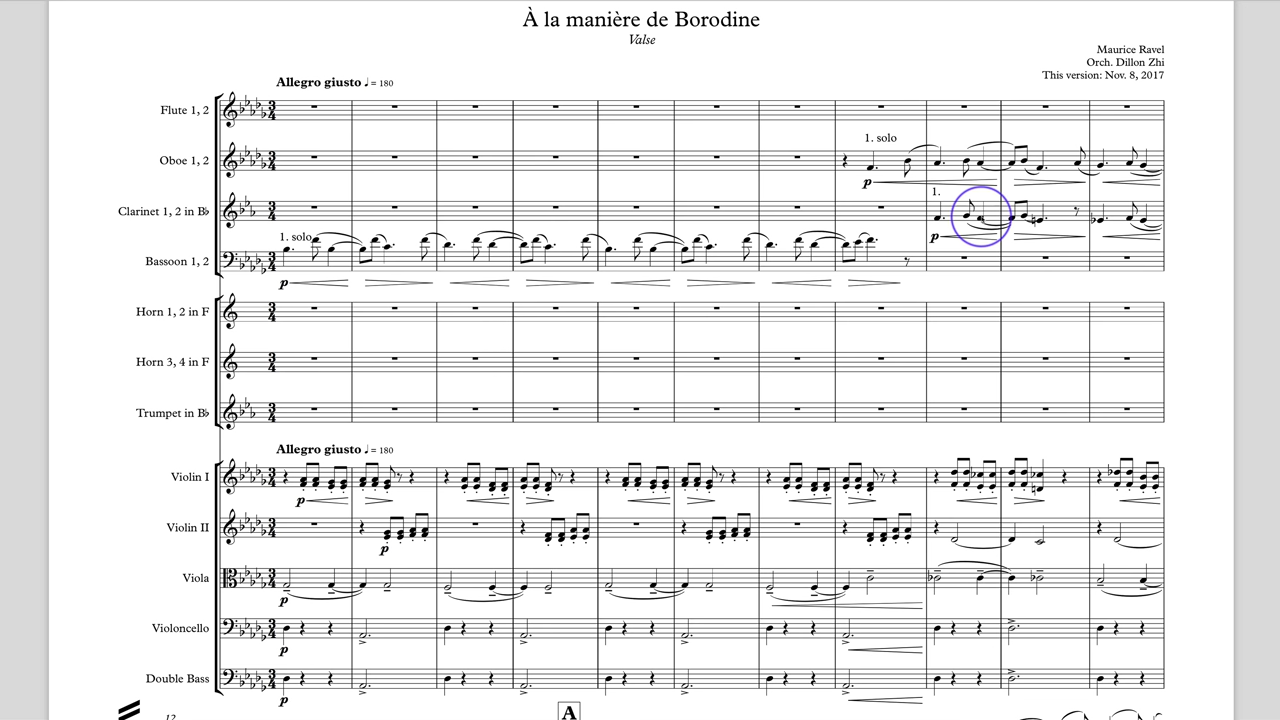 À la manière de Borodine
Valse
Maurice Ravel
Orch. Dillon Zhi
This version: Nov. 8, 2017
Allegro giusto ♩ = 180
Flute 1, 2
1. solo
Oboe 1, 2
p
1.
Clarinet 1, 2 in B♭
p
1. solo
Bassoon 1, 2
p
Horn 1, 2 in F
Horn 3, 4 in F
Trumpet in B♭
Allegro giusto ♩ = 180
Violin I
p
Violin II
p
Viola
p
Violoncello
p
Double Bass
p
12
A